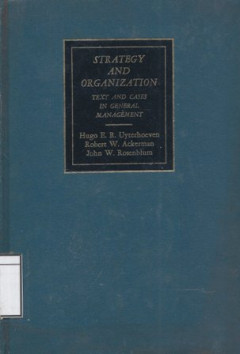 STRATEGY
AND
ORGANIZATION
TEXT AND CASES
IN GENERAL
MANAGEMENT
Hugo E. R. Uyterhoeven
Robert W. Ackerman
John W. Rosenblum